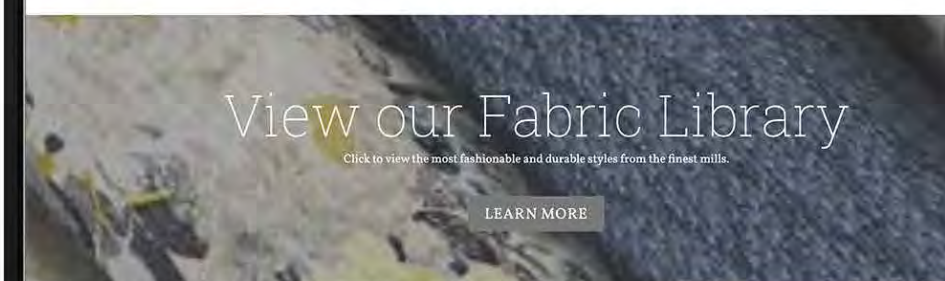 View our Fabric Library
Click to view the most fashionable and durable styles from the finest mills.
LEARN MORE